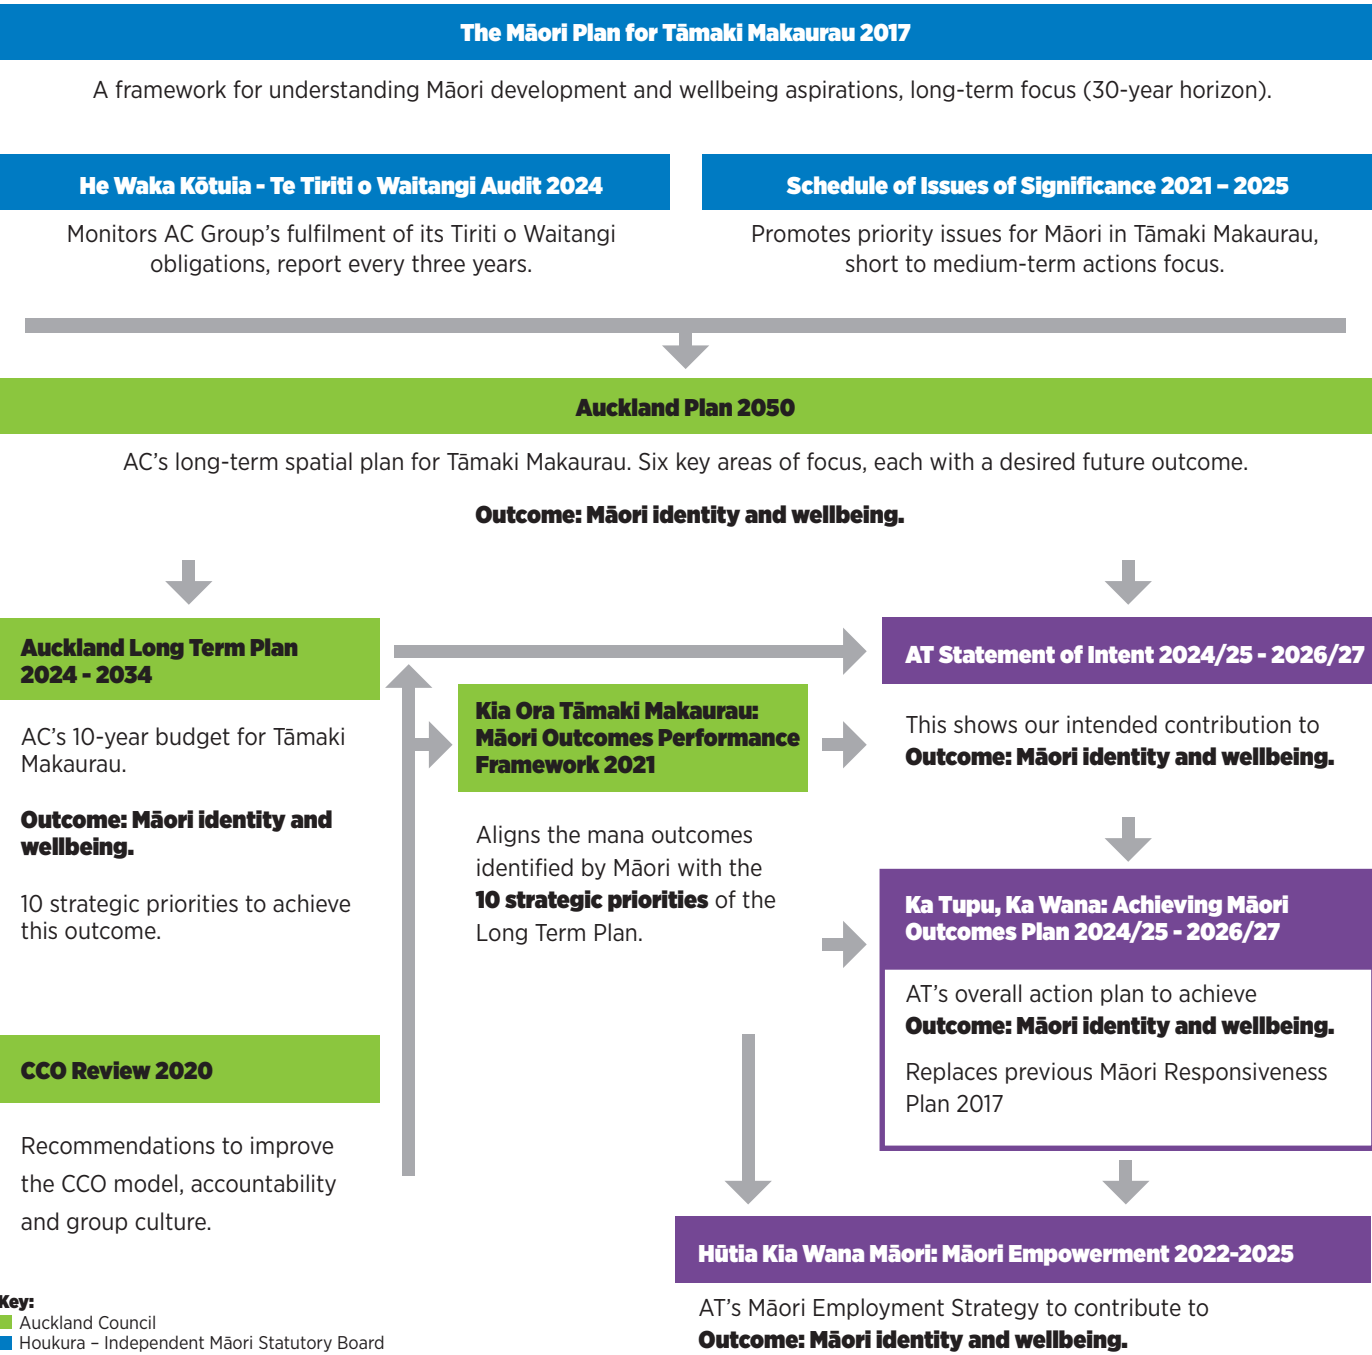 The Māori Plan for Tāmaki Makaurau 2017
A framework for understanding Māori development and wellbeing aspirations, long-term focus (30-year horizon).
He Waka Kōtuia - Te Tiriti o Waitangi Audit 2024
Monitors AC Group’s fulfilment of its Tiriti o Waitangi
obligations, report every three years.
Schedule of Issues of Significance 2021 – 2025
Promotes priority issues for Māori in Tāmaki Makaurau,
short to medium-term actions focus.
Auckland Plan 2050
AC’s long-term spatial plan for Tāmaki Makaurau. Six key areas of focus, each with a desired future outcome.
Outcome: Māori identity and wellbeing.
Auckland Long Term Plan
2024 - 2034
AC’s 10-year budget for Tāmaki
Makaurau.
Outcome: Māori identity and
wellbeing.
10 strategic priorities to achieve
this outcome.
CCO Review 2020
Recommendations to improve
the CCO model, accountability
and group culture.
Kia Ora Tāmaki Makaurau:
Māori Outcomes Performance
Framework 2021
Aligns the mana outcomes
identified by Māori with the
10 strategic priorities of the
Long Term Plan.
AT Statement of Intent 2024/25 - 2026/27
This shows our intended contribution to
Outcome: Māori identity and wellbeing.
Ka Tupu, Ka Wana: Achieving Māori
Outcomes Plan 2024/25 - 2026/27
AT’s overall action plan to achieve
Outcome: Māori identity and wellbeing.
Replaces previous Māori Responsiveness
Plan 2017
Hūtia Kia Wana Māori: Māori Empowerment 2022-2025
AT’s Māori Employment Strategy to contribute to
Outcome: Māori identity and wellbeing.
Key:
Auckland Council
Houkura – Independent Māori Statutory Board